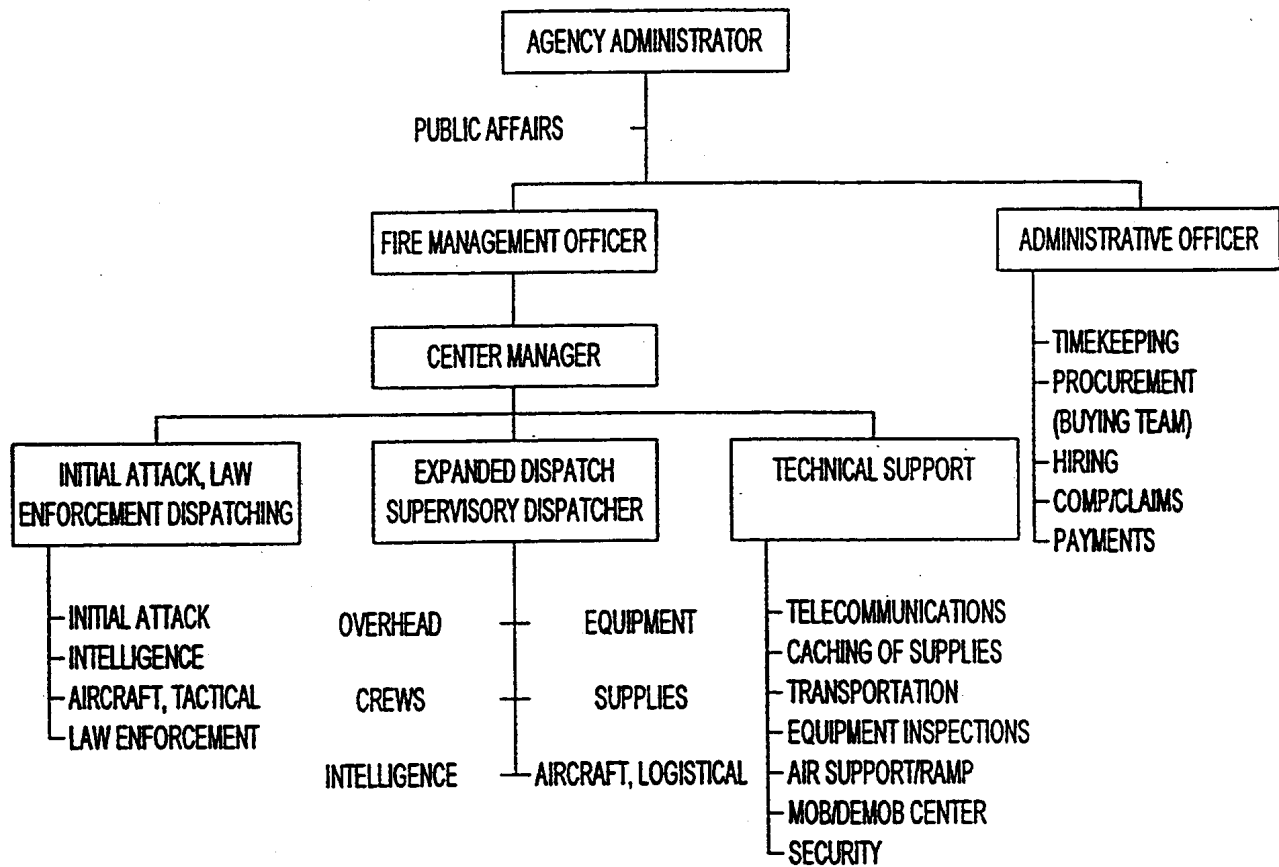 AGENCY ADMINISTRATOR
PUBLIC AFFAIRS
FIRE MANAGEMENT OFFICER
ADMINISTRATIVE OFFICER
TIMEKEEPING
PROCUREMENT
(BUYING TEAM)
HIRING
COMP/CLAIMS
PAYMENTS
CENTER MANAGER
INITIAL ATTACK, LAW
ENFORCEMENT DISPATCHING
INITIAL ATTACK
INTELLIGENCE
AIRCRAFT, TACTICAL
LAW ENFORCEMENT
EXPANDED DISPATCH
SUPERVISORY DISPATCHER
OVERHEAD
EQUIPMENT
CREWS
SUPPLIES
INTELLIGENCE
AIRCRAFT, LOGISTICAL
TECHNICAL SUPPORT
TELECOMMUNICATIONS
CACHING OF SUPPLIES
TRANSPORTATION
EQUIPMENT INSPECTIONS
AIR SUPPORT/RAMP
MOB/DEMOB CENTER
SECURITY